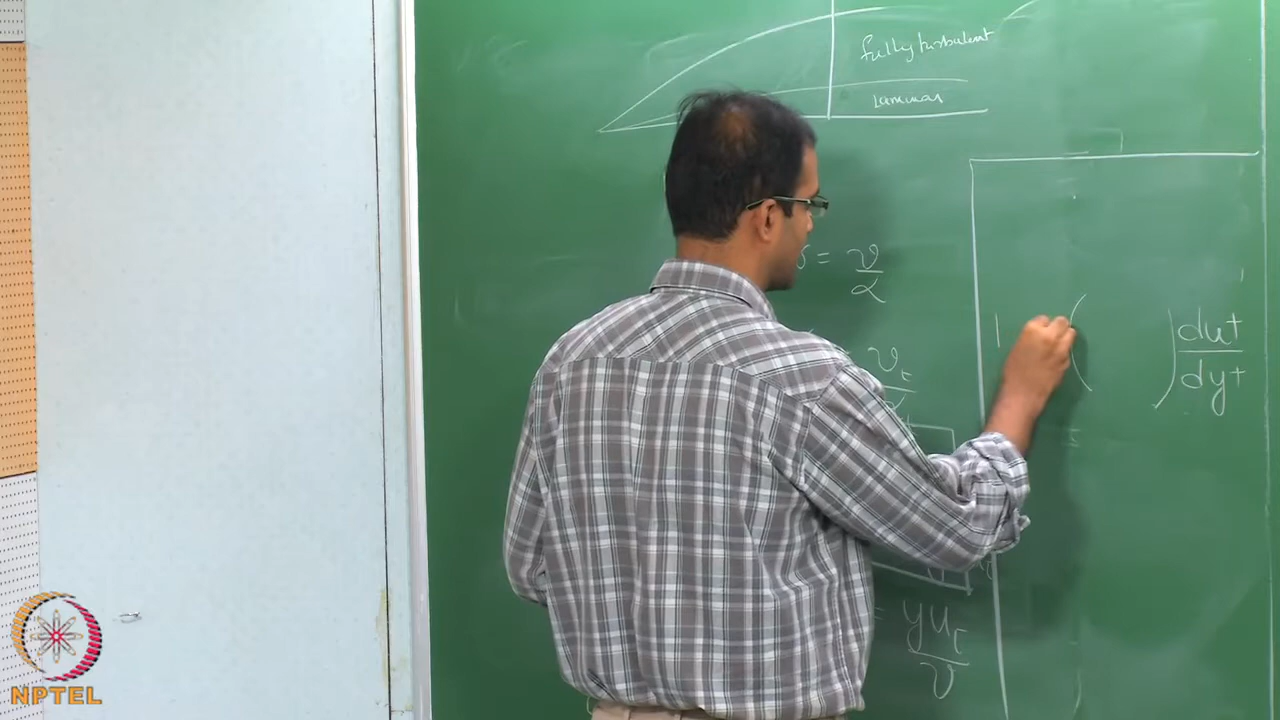 fully turbulent
laminar
= ν/α
ν_t
1 ( ) du+/dy+
= yu_τ/ν
NPTEL